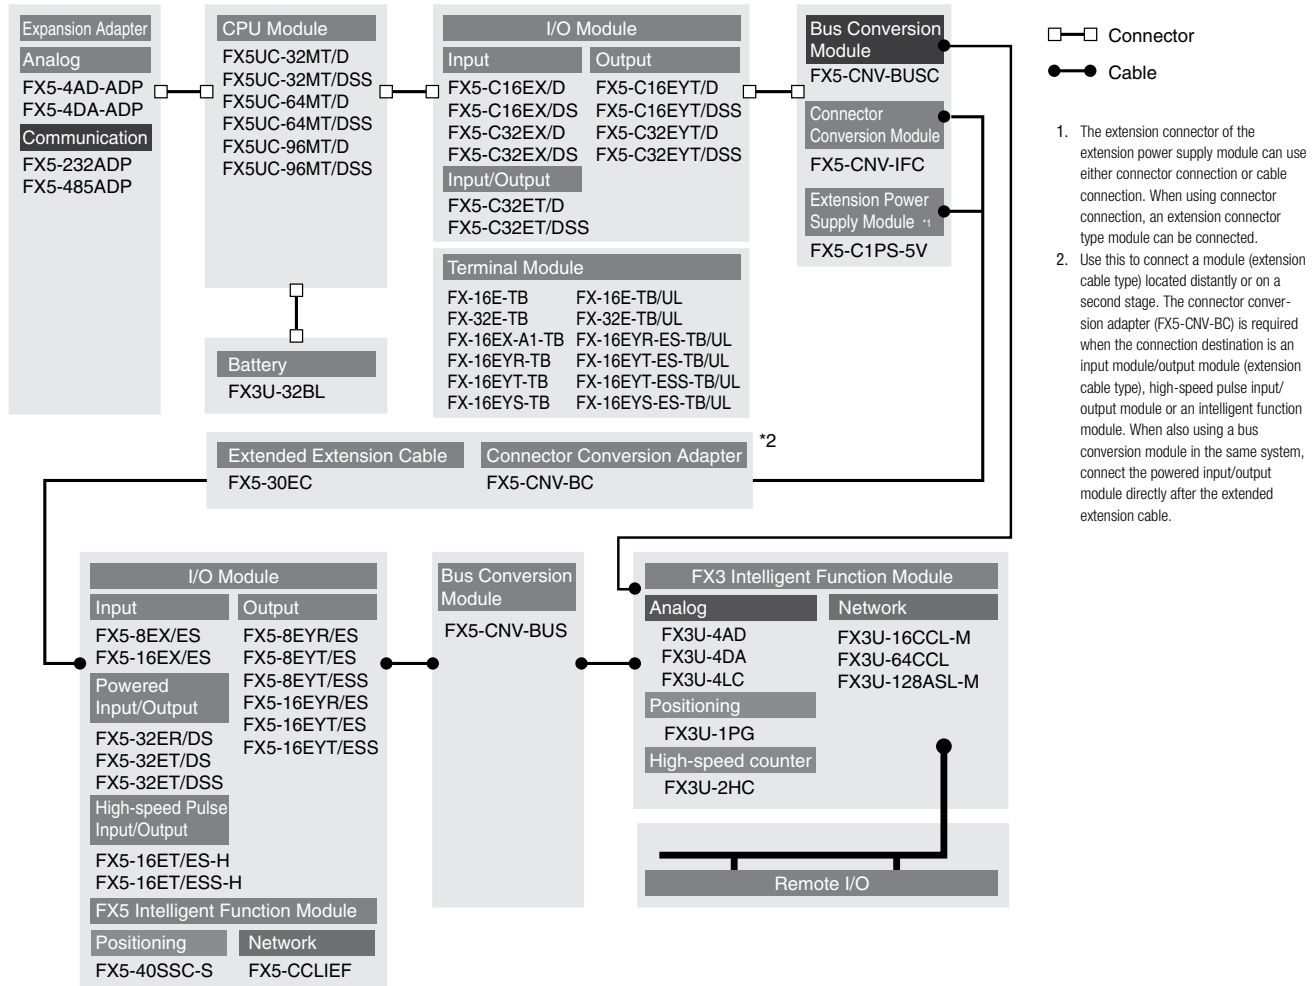 Expansion Adapter
Analog
FX5-4AD-ADP
FX5-4DA-ADP
Communication
FX5-232ADP
FX5-485ADP
CPU Module
FX5UC-32MT/D
FX5UC-32MT/DSS
FX5UC-64MT/D
FX5UC-64MT/DSS
FX5UC-96MT/D
FX5UC-96MT/DSS
Battery
FX3U-32BL
I/O Module
Input
FX5-C16EX/D
FX5-C16EX/DS
FX5-C32EX/D
FX5-C32EX/DS
Output
FX5-C16EYT/D
FX5-C16EYT/DSS
FX5-C32EYT/D
FX5-C32EYT/DSS
Input/Output
FX5-C32ET/D
FX5-C32ET/DSS
Terminal Module
FX-16E-TB
FX-32E-TB
FX-16EX-A1-TB
FX-16EYR-TB
FX-16EYT-TB
FX-16EYS-TB
FX-16E-TB/UL
FX-32E-TB/UL
FX-16EYR-ES-TB/UL
FX-16EYT-ES-TB/UL
FX-16EYT-ESS-TB/UL
FX-16EYS-ES-TB/UL
Bus Conversion
Module
FX5-CNV-BUSC
Connector
Conversion Module
FX5-CNV-IFC
Extension Power
Supply Module *1
FX5-C1PS-5V
Connector
Cable
1. The extension connector of the
extension power supply module can use
either connector connection or cable
connection. When using connector
connection, an extension connector
type module can be connected.
2. Use this to connect a module (extension
cable type) located distantly or on a
second stage. The connector conver-
sion adapter (FX5-CNV-BC) is required
when the connection destination is an
input module/output module (extension
cable type), high-speed pulse input/
output module or an intelligent function
module. When also using a bus
conversion module in the same system,
connect the powered input/output
module directly after the extended
extension cable.
Extended Extension Cable
FX5-30EC
Connector Conversion Adapter
FX5-CNV-BC
*2
I/O Module
Input
FX5-8EX/ES
FX5-16EX/ES
Powered
Input/Output
FX5-32ER/DS
FX5-32ET/DS
FX5-32ET/DSS
High-speed Pulse
Input/Output
FX5-16ET/ES-H
FX5-16ET/ESS-H
Output
FX5-8EYR/ES
FX5-8EYT/ES
FX5-8EYT/ESS
FX5-16EYR/ES
FX5-16EYT/ES
FX5-16EYT/ESS
FX5 Intelligent Function Module
Positioning
FX5-40SSC-S
Network
FX5-CCLIEF
Bus Conversion
Module
FX5-CNV-BUS
FX3 Intelligent Function Module
Analog
FX3U-4AD
FX3U-4DA
FX3U-4LC
Positioning
FX3U-1PG
High-speed counter
FX3U-2HC
Network
FX3U-16CCL-M
FX3U-64CCL
FX3U-128ASL-M
Remote I/O